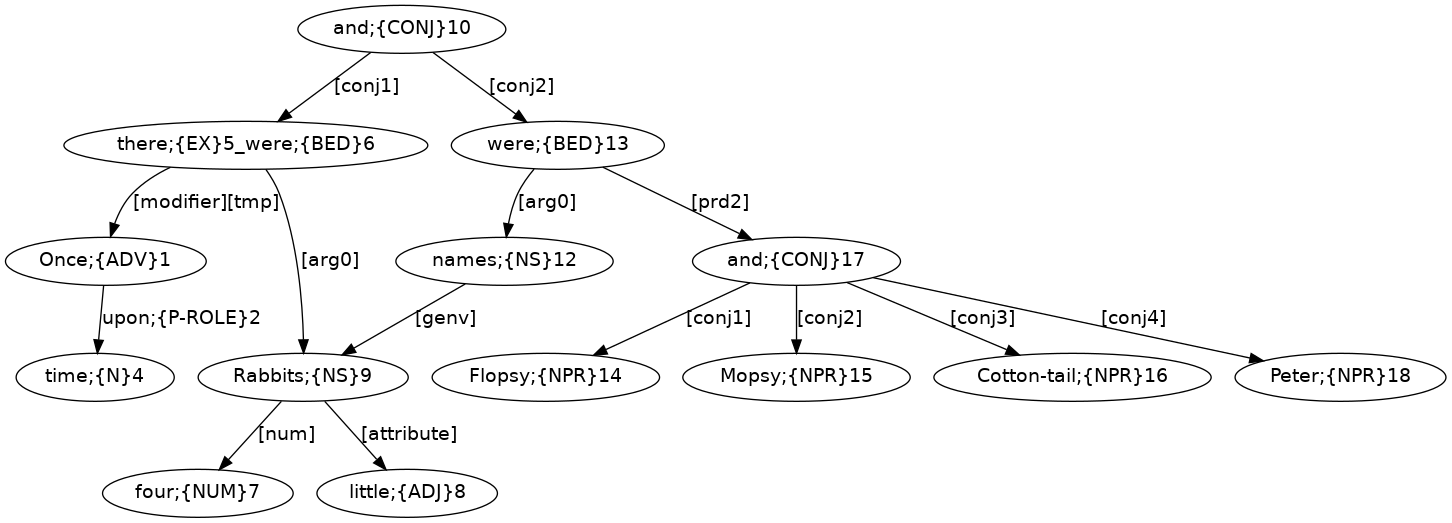 and;{CONJ}10
[conj1] [conj2]
there;{EX}5_were;{BED}6 were;{BED}13
[modifier][tmp] [arg0] [prd2]
Once;{ADV}1 [arg0] names;{NS}12 and;{CONJ}17
upon;{P-ROLE}2 [genv] [conj1] [conj2] [conj3] [conj4]
time;{N}4 Rabbits;{NS}9 Flopsy;{NPR}14 Mopsy;{NPR}15 Cotton-tail;{NPR}16 Peter;{NPR}18
[num] [attribute]
four;{NUM}7 little;{ADJ}8